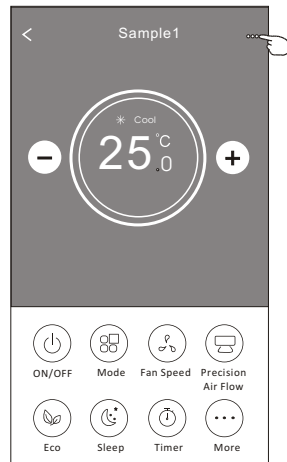 Sample1
Cool
25.0 °C
ON/OFF Mode Fan Speed Precision
Air Flow
Eco Sleep Timer More